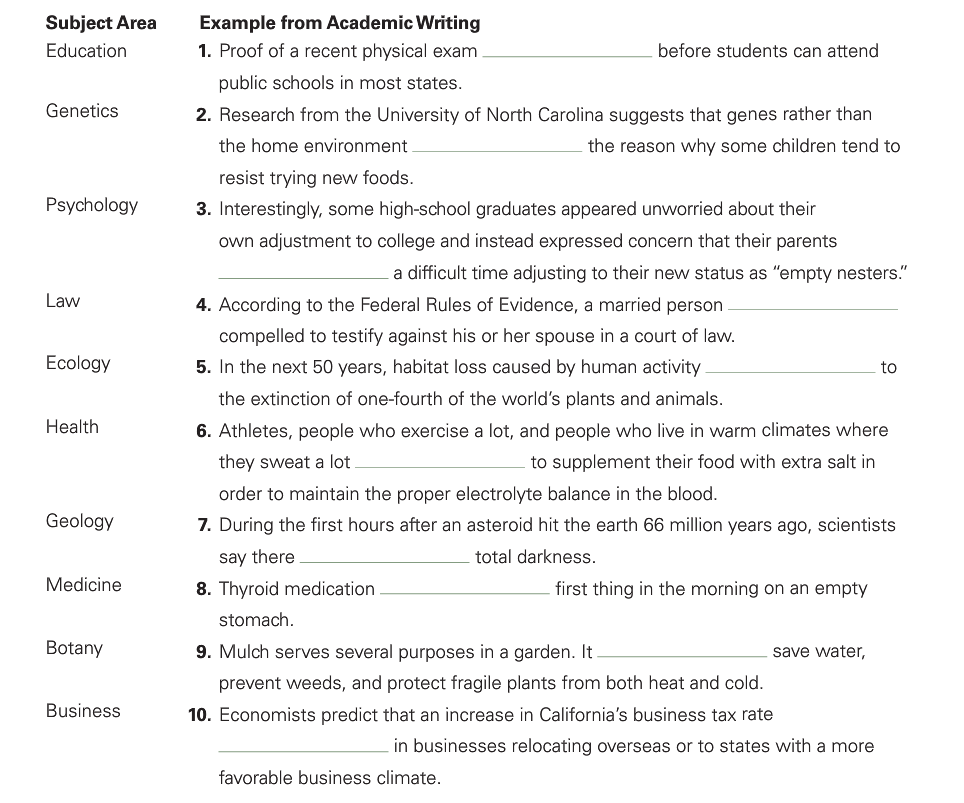 Subject Area Example from Academic Writing
Education 1. Proof of a recent physical exam ____________ before students can attend
public schools in most states.
Genetics 2. Research from the University of North Carolina suggests that genes rather than
the home environment ____________ the reason why some children tend to
resist trying new foods.
Psychology 3. Interestingly, some high-school graduates appeared unworried about their
own adjustment to college and instead expressed concern that their parents
____________ a difficult time adjusting to their new status as “empty nesters.”
Law 4. According to the Federal Rules of Evidence, a married person ____________
compelled to testify against his or her spouse in a court of law.
Ecology 5. In the next 50 years, habitat loss caused by human activity ____________ to
the extinction of one-fourth of the world’s plants and animals.
Health 6. Athletes, people who exercise a lot, and people who live in warm climates where
they sweat a lot ____________ to supplement their food with extra salt in
order to maintain the proper electrolyte balance in the blood.
Geology 7. During the first hours after an asteroid hit the earth 66 million years ago, scientists
say there ____________ total darkness.
Medicine 8. Thyroid medication ____________ first thing in the morning on an empty
stomach.
Botany 9. Mulch serves several purposes in a garden. It ____________ save water,
prevent weeds, and protect fragile plants from both heat and cold.
Business 10. Economists predict that an increase in California’s business tax rate
____________ in businesses relocating overseas or to states with a more
favorable business climate.